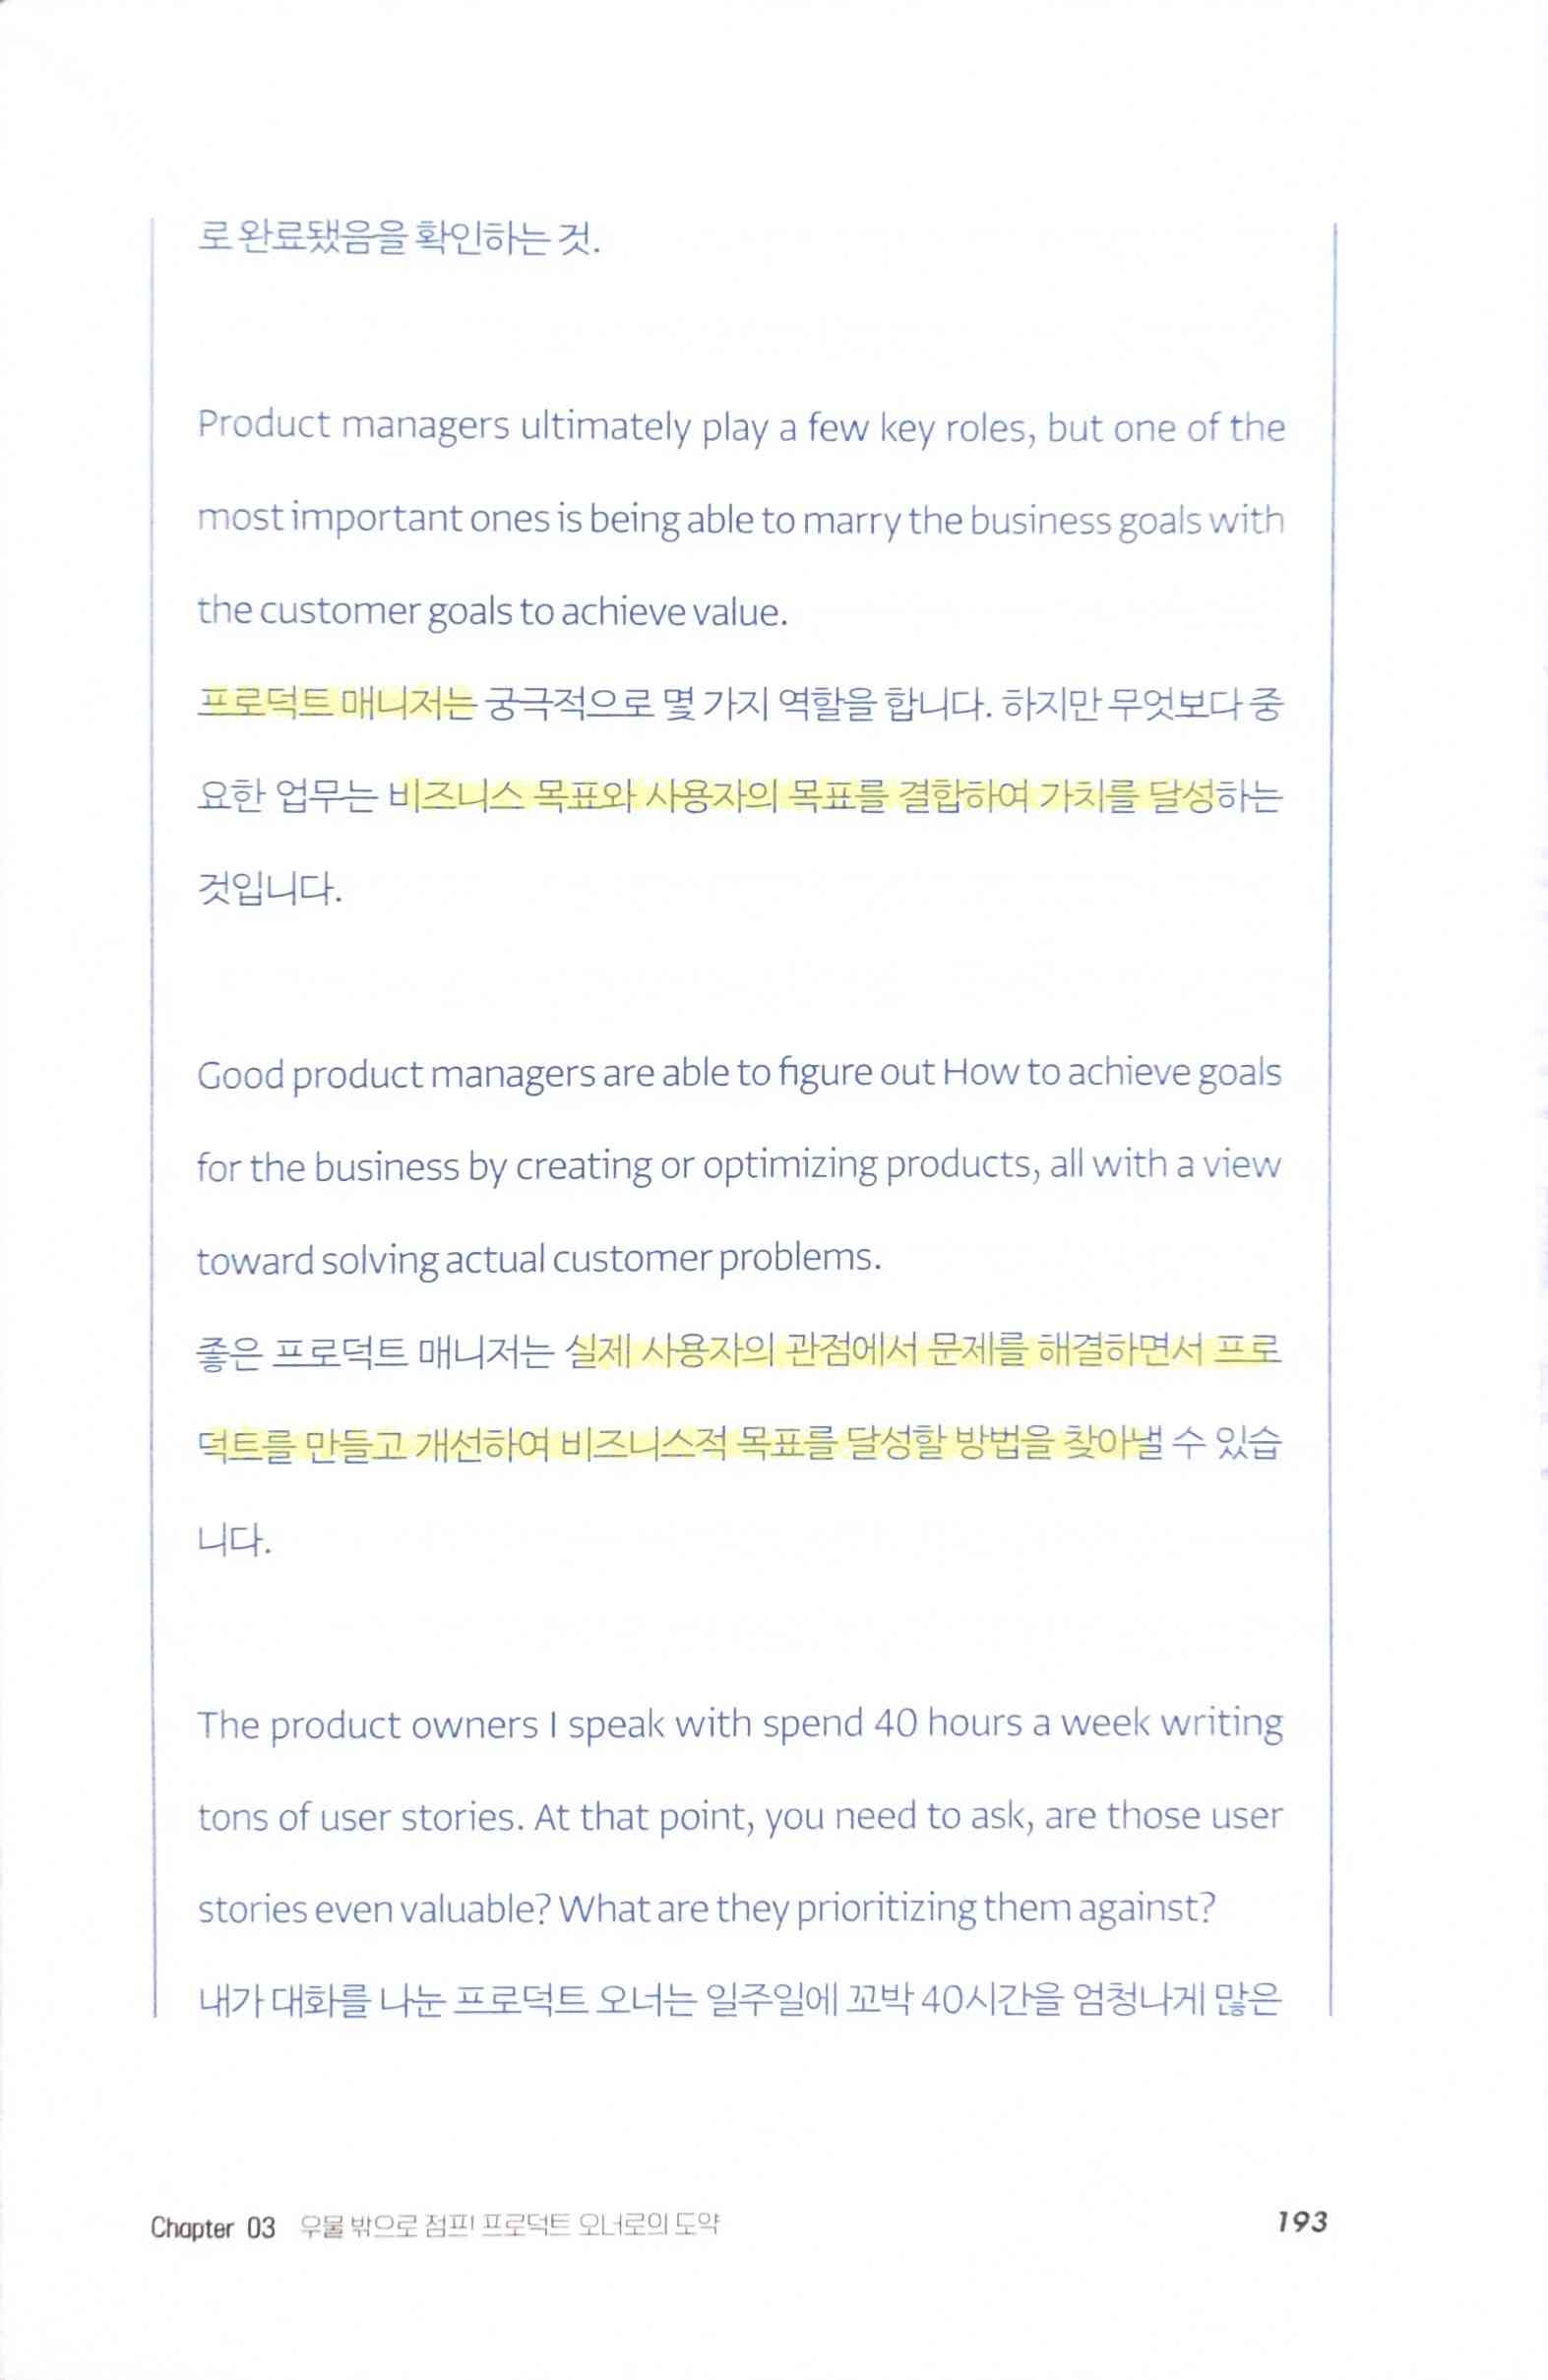 로 완료됐음을 확인하는 것.
Product managers ultimately play a few key roles, but one of the
most important ones is being able to marry the business goals with
the customer goals to achieve value.
프로덕트 매니저는 궁극적으로 몇 가지 역할을 합니다. 하지만 무엇보다 중
요한 업무는 비즈니스 목표와 사용자의 목표를 결합하여 가치를 달성하는
것입니다.
Good product managers are able to figure out How to achieve goals
for the business by creating or optimizing products, all with a view
toward solving actual customer problems.
좋은 프로덕트 매니저는 실제 사용자의 관점에서 문제를 해결하면서 프로
덕트를 만들고 개선하여 비즈니스적 목표를 달성할 방법을 찾아낼 수 있습
니다.
The product owners I speak with spend 40 hours a week writing
tons of user stories. At that point, you need to ask, are those user
stories even valuable? What are they prioritizing them against?
내가 대화를 나눈 프로덕트 오너는 일주일에 꼬박 40시간을 엄청나게 많은
Chapter 03 우물 밖으로 점프! 프로덕트 오너로의 도약
193